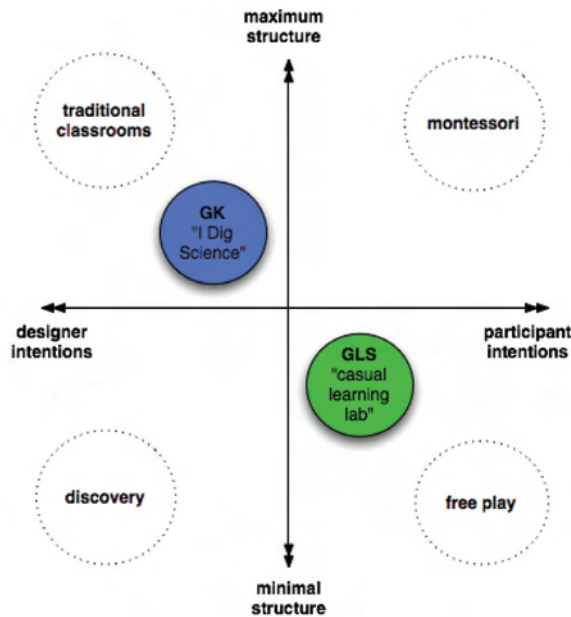 maximum
structure
traditional
classrooms
montessori
GK
"I Dig
Science"
designer
intentions
participant
intentions
GLS
"casual
learning
lab"
discovery
free play
minimal
structure